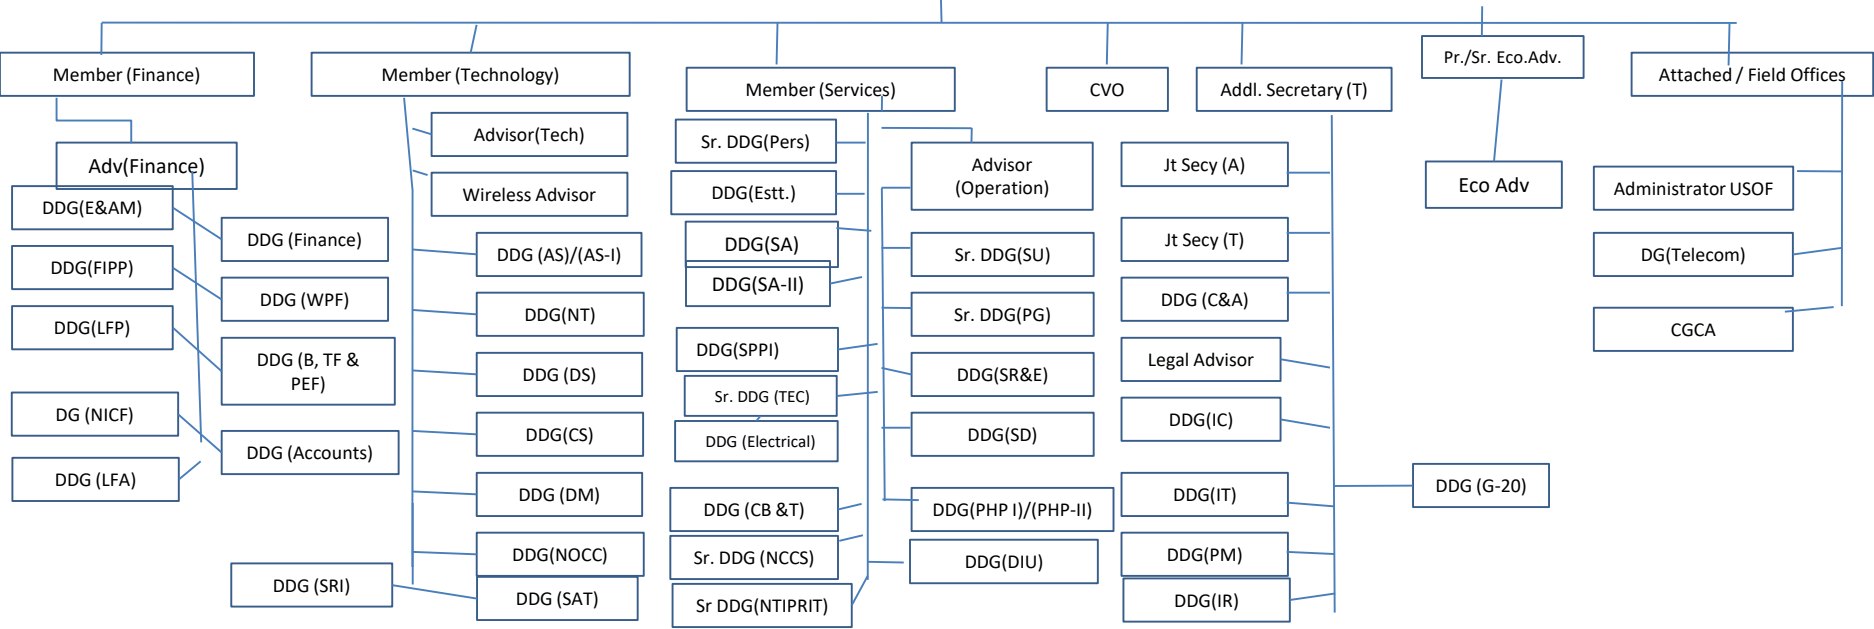 Member (Finance)
Adv(Finance)
DDG(E&AM)
DDG (Finance)
DDG(FIPP)
DDG (WPF)
DDG(LFP)
DDG (B, TF &
PEF)
DG (NICF)
DDG (Accounts)
DDG (LFA)
Member (Technology)
Advisor(Tech)
Wireless Advisor
DDG (AS)/(AS-I)
DDG(NT)
DDG (DS)
DDG(CS)
DDG (DM)
DDG(NOCC)
DDG (SRI)
DDG (SAT)
Member (Services)
Sr. DDG(Pers)
DDG(Estt.)
DDG(SA)
DDG(SA-II)
DDG(SPPI)
Sr. DDG (TEC)
DDG (Electrical)
DDG (CB &T)
Sr. DDG (NCCS)
Sr DDG(NTIPRIT)
Advisor
(Operation)
Sr. DDG(SU)
Sr. DDG(PG)
DDG(SR&E)
DDG(SD)
DDG(PHP I)/(PHP-II)
DDG(DIU)
CVO
Addl. Secretary (T)
Jt Secy (A)
Jt Secy (T)
DDG (C&A)
Legal Advisor
DDG(IC)
DDG(IT)
DDG(PM)
DDG(IR)
DDG (G-20)
Pr./Sr. Eco.Adv.
Eco Adv
Attached / Field Offices
Administrator USOF
DG(Telecom)
CGCA